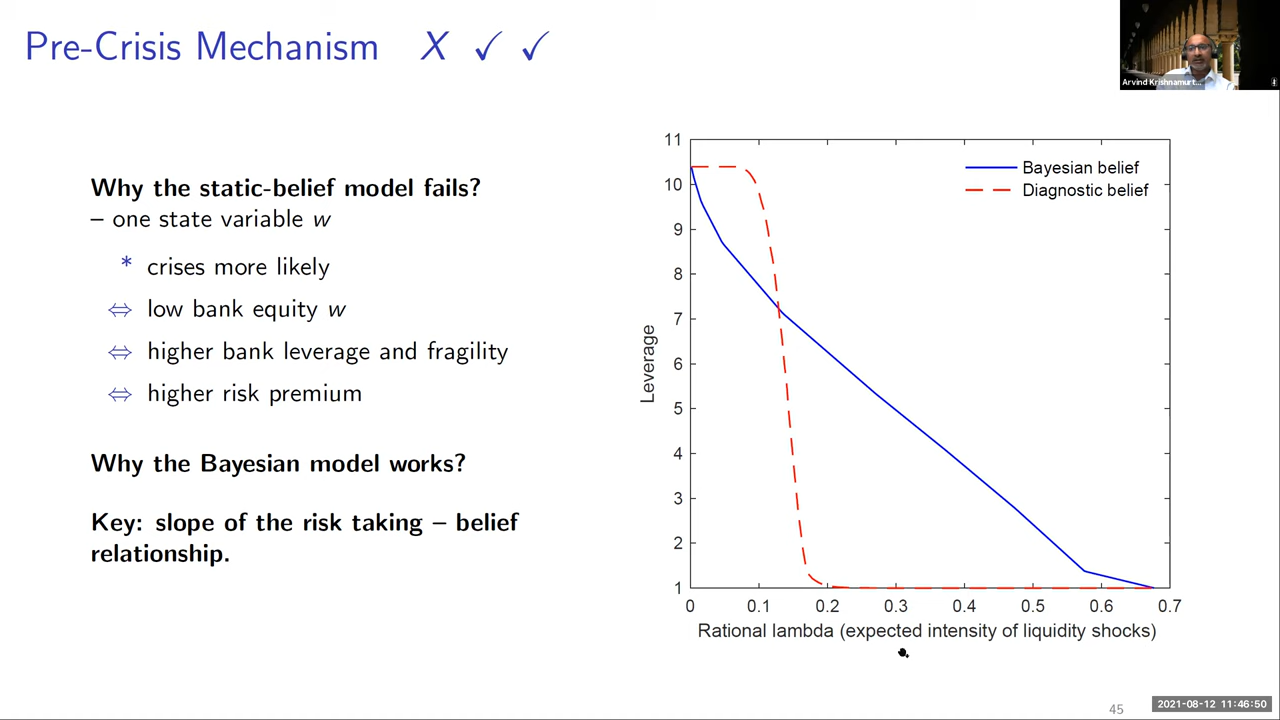 Pre-Crisis Mechanism X ✓ ✓
Arvind Krishnamurt...
Why the static-belief model fails?
– one state variable w
* crises more likely
⇔ low bank equity w
⇔ higher bank leverage and fragility
⇔ higher risk premium
Why the Bayesian model works?
Key: slope of the risk taking – belief
relationship.
11
10
9
8
7
6
5
4
3
2
1
Leverage
Bayesian belief
Diagnostic belief
0 0.1 0.2 0.3 0.4 0.5 0.6 0.7
Rational lambda (expected intensity of liquidity shocks)
45
2021-08-12 11:46:50